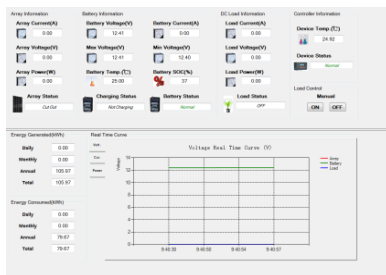 Array Information
Battery Information
DC Load Information
Controller Information
Array Current(A)
0.00
Battery Voltage(V)
12.41
Battery Current(A)
0.00
Load Current(A)
0.00
Device Temp.(℃)
24.92
Array Voltage(V)
0.00
Max Voltage(V)
12.41
Min Voltage(V)
12.40
Load Voltage(V)
0.00
Device Status
Normal
Array Power(W)
0.00
Battery Temp.(℃)
25.00
Battery SOC(%)
37
Load Power(W)
0.00
Load Control
Manual
ON
OFF
Array Status
Cut Out
Charging Status
Not Charging
Battery Status
Normal
Load Status
OFF
Energy Generated(kWh)
Daily
0.00
Monthly
0.00
Annual
105.97
Total
105.97
Energy Consumed(kWh)
Daily
0.00
Monthly
0.00
Annual
Total
Real Time Curve
Volt.
Curr.
Power
Voltage Real Time Curve (V)
Voltage
14
12
10
8
6
4
2
0
9:40:35
9:40:50
9:40:54
9:40:57
Array
Battery
Load